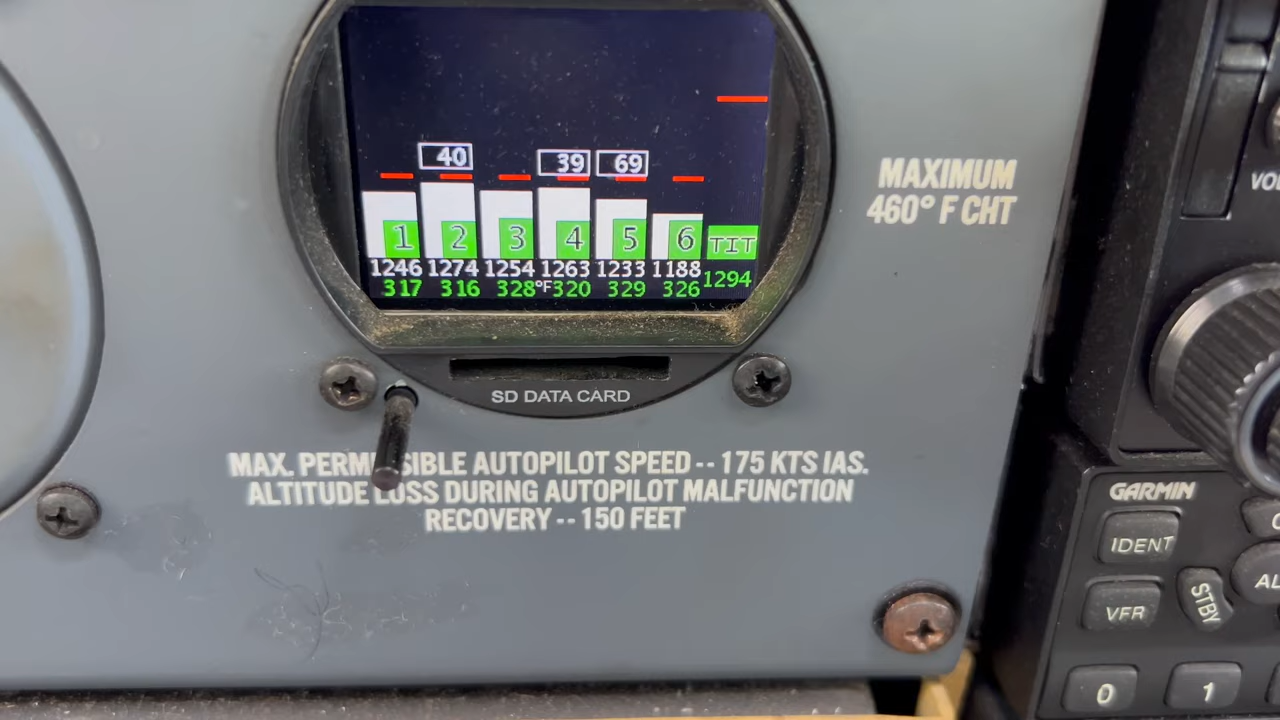 40 39 69
1 2 3 4 5 6 TIT
1246 1274 1254 1263 1233 1188
317 316 328°F320 329 326 1294
MAXIMUM
460° F CHT
SD DATA CARD
MAX. PERMISSIBLE AUTOPILOT SPEED -- 175 KTS IAS.
ALTITUDE LOSS DURING AUTOPILOT MALFUNCTION
RECOVERY -- 150 FEET
GARMIN
IDENT
VFR
STBY
0 1